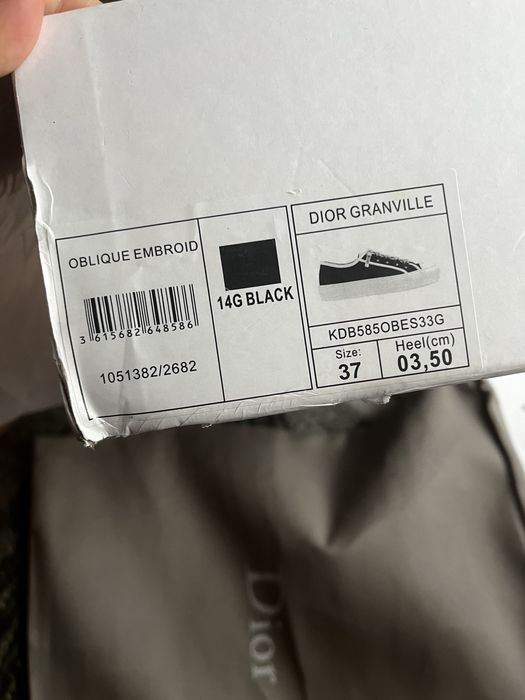 OBLIQUE EMBROID
3 615682 648586
1051382/2682
14G BLACK
DIOR GRANVILLE
KDB585OBES33G
Size:
37
Heel(cm)
03,50
Dior